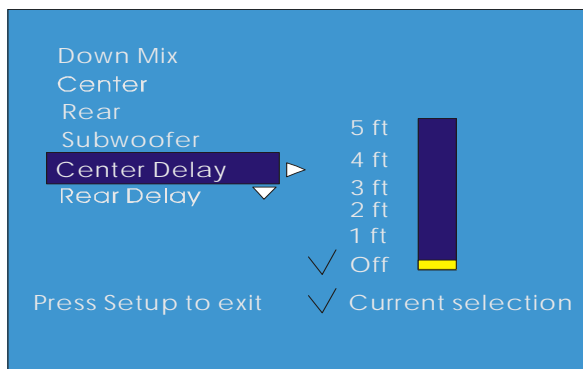 Down Mix
Center
Rear
Subwoofer
Center Delay
Rear Delay
5 ft
4 ft
3 ft
2 ft
1 ft
Off
Press Setup to exit
Current selection